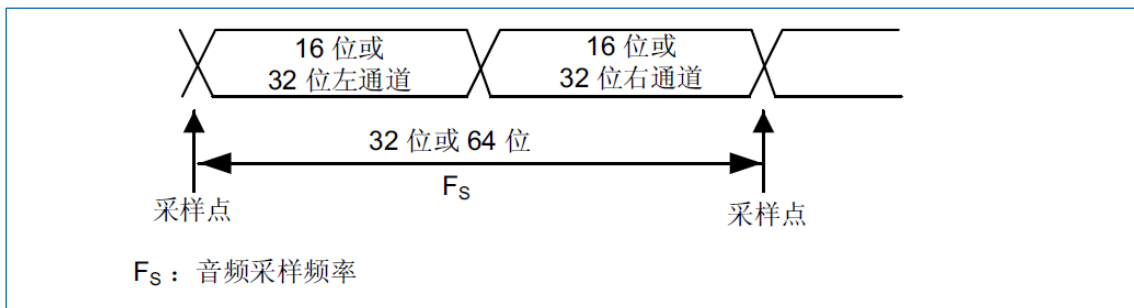 16 位或
32 位左通道
16 位或
32 位右通道
32 位或 64 位
FS
采样点
采样点
FS：音频采样频率